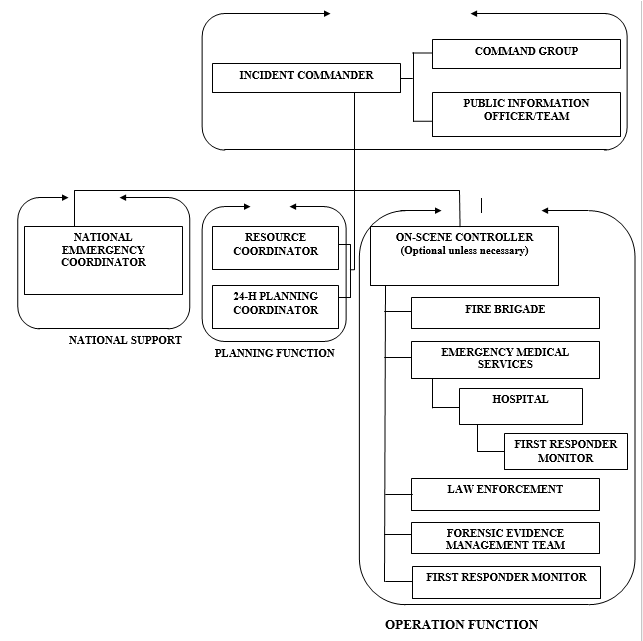 COMMAND GROUP
INCIDENT COMMANDER
PUBLIC INFORMATION
OFFICER/TEAM
NATIONAL
EMMERGENCY
COORDINATOR
NATIONAL SUPPORT
RESOURCE
COORDINATOR
24-H PLANNING
COORDINATOR
PLANNING FUNCTION
ON-SCENE CONTROLLER
(Optional unless necessary)
FIRE BRIGADE
EMERGENCY MEDICAL
SERVICES
HOSPITAL
FIRST RESPONDER
MONITOR
LAW ENFORCEMENT
FORENSIC EVIDENCE
MANAGEMENT TEAM
FIRST RESPONDER MONITOR
OPERATION FUNCTION